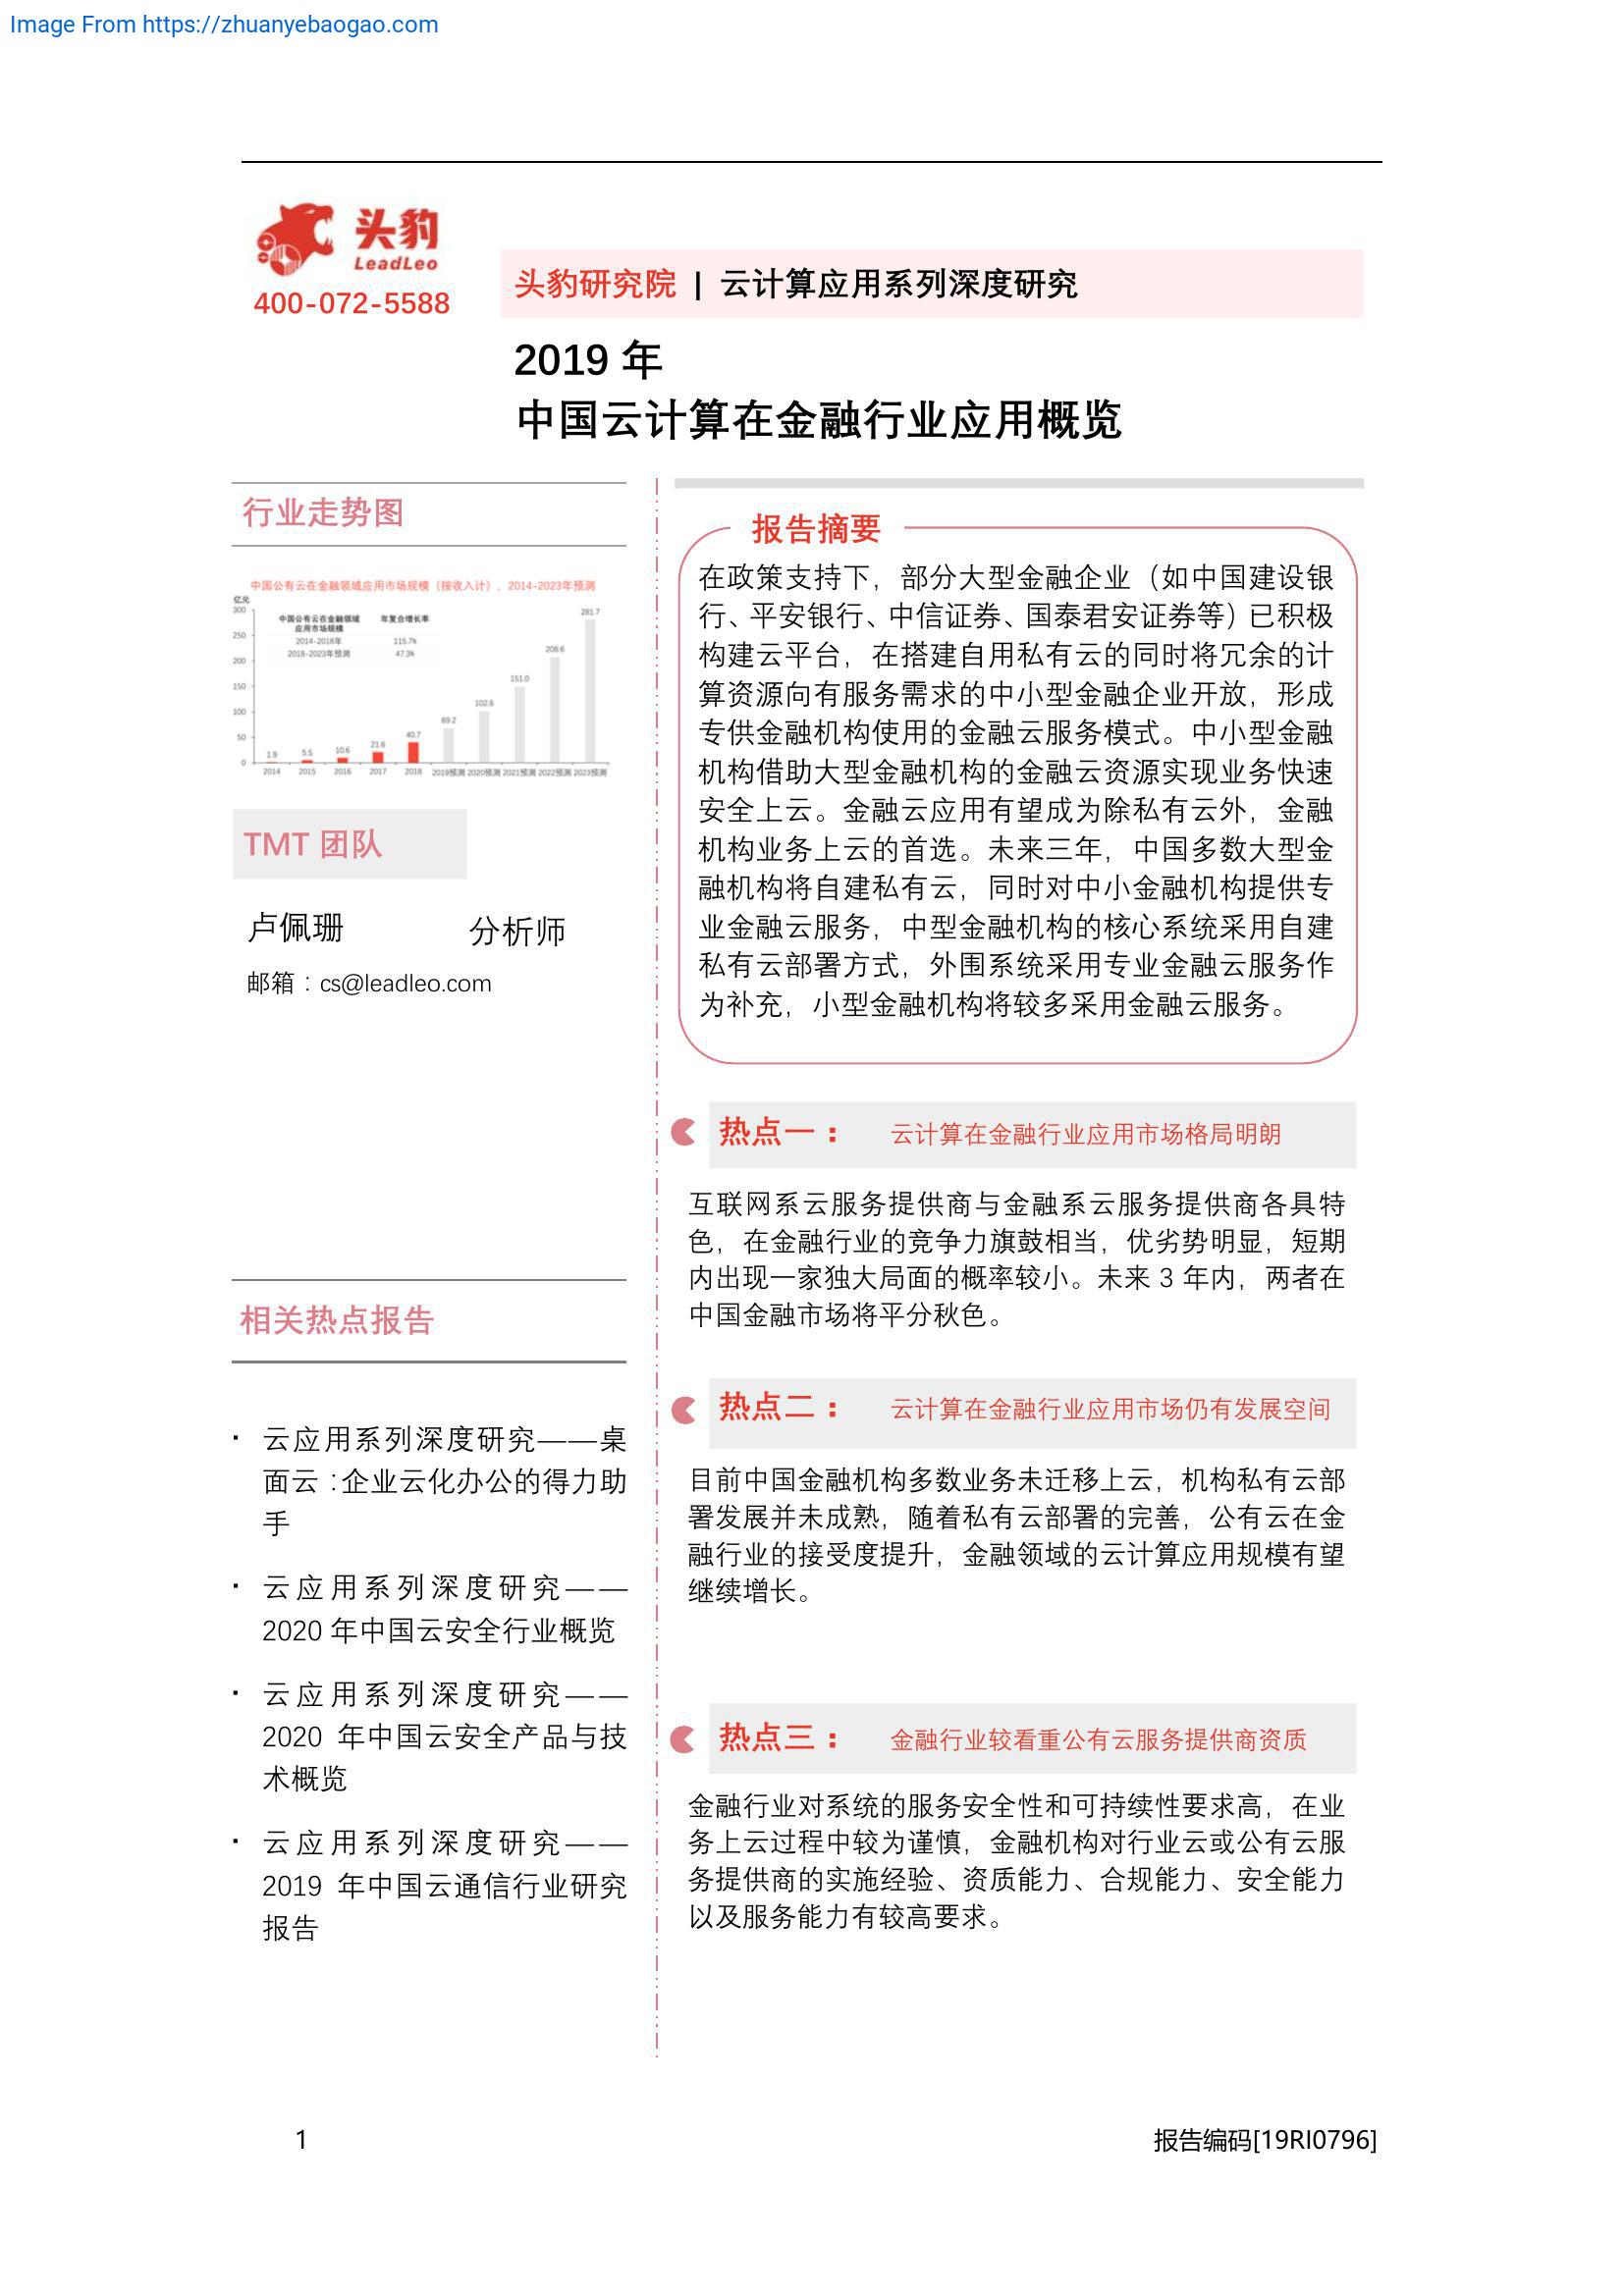 Image From https://zhuanyebaogao.com
头豹
LeadLeo
400-072-5588
头豹研究院 | 云计算应用系列深度研究
2019 年
中国云计算在金融行业应用概览
行业走势图
中国公有云在金融领域应用市场规模（按收入计），2014-2023年预测
亿元
300
250
200
150
100
50
0
中国公有云在金融领域
应用市场规模
年复合增长率
2014-2018年 115.7%
2018-2023年预测 47.3%
1.9
5.5
10.6
21.6
40.7
69.2
102.8
151.0
208.6
281.7
2014 2015 2016 2017 2018 2019预测 2020预测 2021预测 2022预测 2023预测
TMT 团队
卢佩珊 分析师
邮箱：cs@leadleo.com
相关热点报告
· 云应用系列深度研究——桌
面云：企业云化办公的得力助
手
· 云应用系列深度研究——
2020 年中国云安全行业概览
· 云应用系列深度研究——
2020 年中国云安全产品与技
术概览
· 云应用系列深度研究——
2019 年中国云通信行业研究
报告
报告摘要
在政策支持下，部分大型金融企业（如中国建设银
行、平安银行、中信证券、国泰君安证券等）已积极
构建云平台，在搭建自用私有云的同时将冗余的计
算资源向有服务需求的中小型金融企业开放，形成
专供金融机构使用的金融云服务模式。中小型金融
机构借助大型金融机构的金融云资源实现业务快速
安全上云。金融云应用有望成为除私有云外，金融
机构业务上云的首选。未来三年，中国多数大型金
融机构将自建私有云，同时对中小金融机构提供专
业金融云服务，中型金融机构的核心系统采用自建
私有云部署方式，外围系统采用专业金融云服务作
为补充，小型金融机构将较多采用金融云服务。
热点一： 云计算在金融行业应用市场格局明朗
互联网系云服务提供商与金融系云服务提供商各具特
色，在金融行业的竞争力旗鼓相当，优劣势明显，短期
内出现一家独大局面的概率较小。未来 3 年内，两者在
中国金融市场将平分秋色。
热点二： 云计算在金融行业应用市场仍有发展空间
目前中国金融机构多数业务未迁移上云，机构私有云部
署发展并未成熟，随着私有云部署的完善，公有云在金
融行业的接受度提升，金融领域的云计算应用规模有望
继续增长。
热点三： 金融行业较看重公有云服务提供商资质
金融行业对系统的服务安全性和可持续性要求高，在业
务上云过程中较为谨慎，金融机构对行业云或公有云服
务提供商的实施经验、资质能力、合规能力、安全能力
以及服务能力有较高要求。
1
报告编码[19RI0796]